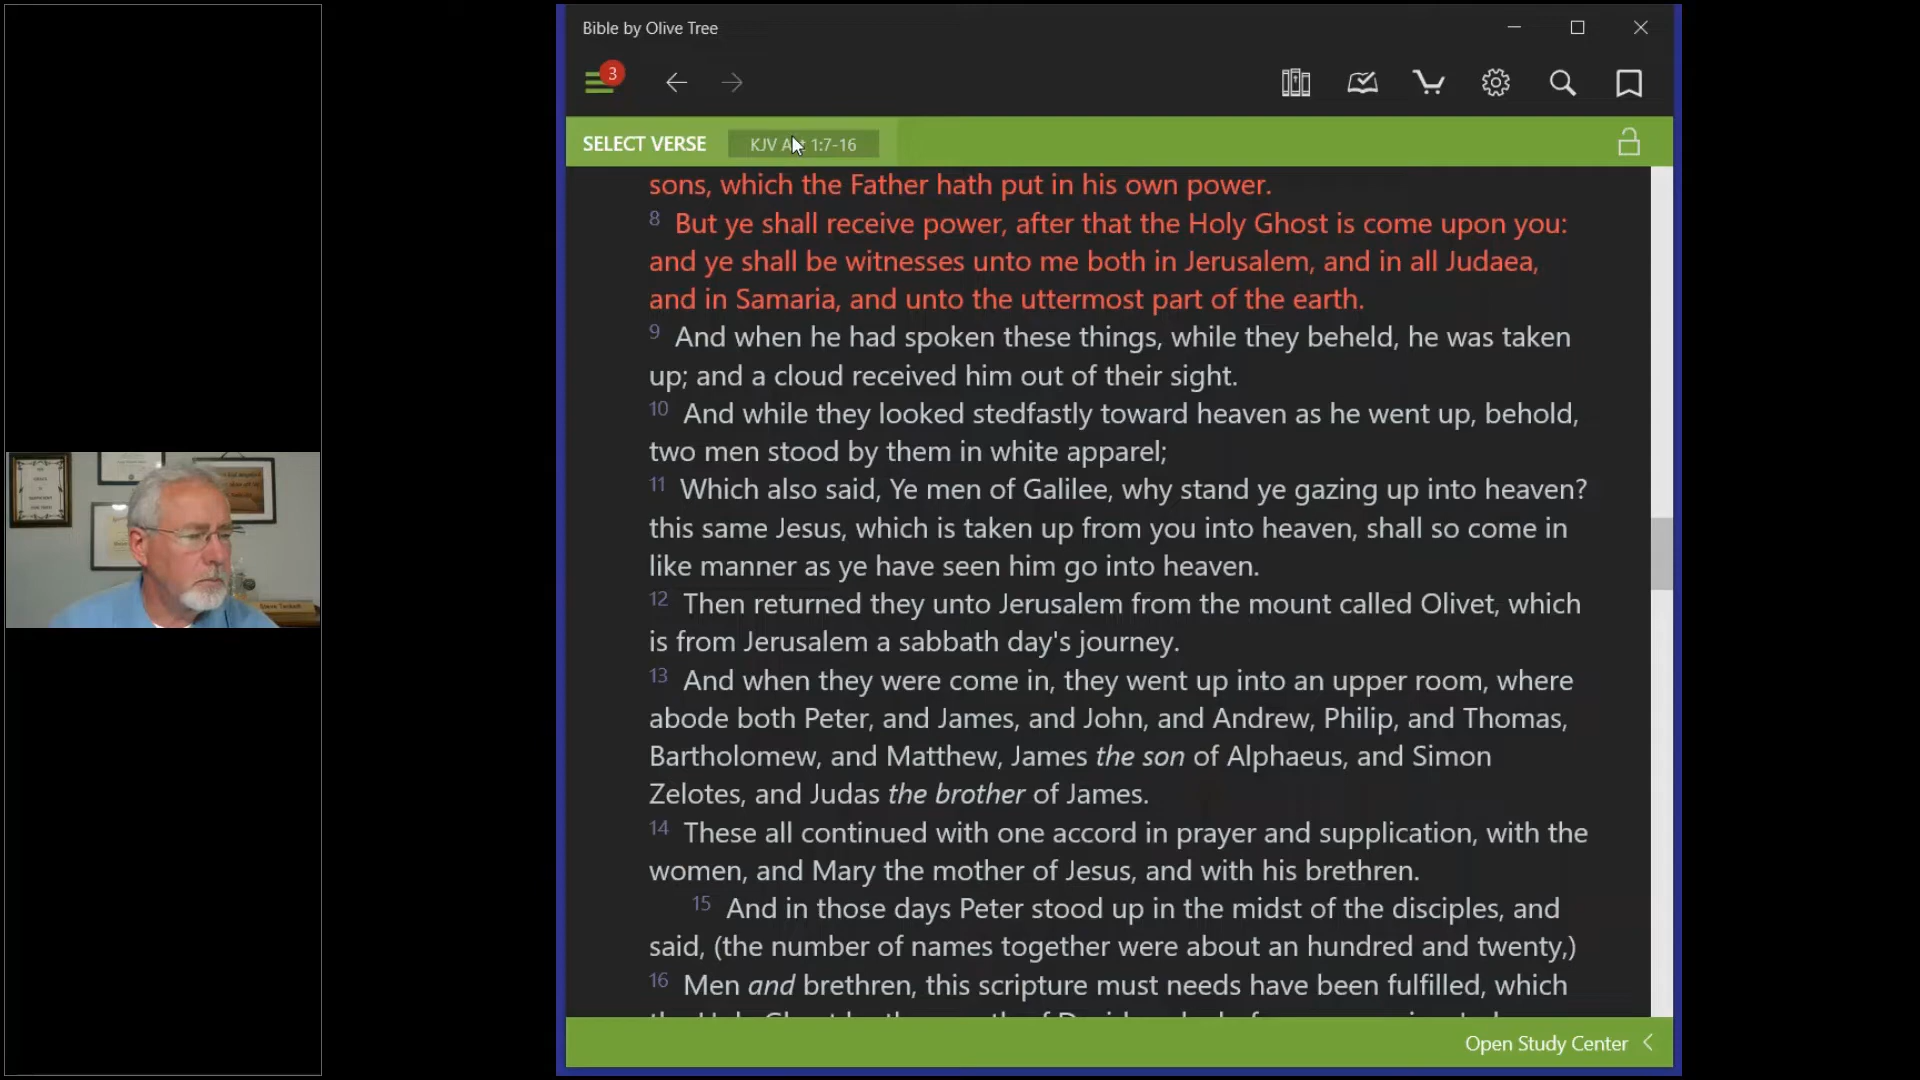 Bible by Olive Tree
3
SELECT VERSE
KJV A 1:7-16
sons, which the Father hath put in his own power.
8 But ye shall receive power, after that the Holy Ghost is come upon you:
and ye shall be witnesses unto me both in Jerusalem, and in all Judaea,
and in Samaria, and unto the uttermost part of the earth.
9 And when he had spoken these things, while they beheld, he was taken
up; and a cloud received him out of their sight.
10 And while they looked stedfastly toward heaven as he went up, behold,
two men stood by them in white apparel;
11 Which also said, Ye men of Galilee, why stand ye gazing up into heaven?
this same Jesus, which is taken up from you into heaven, shall so come in
like manner as ye have seen him go into heaven.
12 Then returned they unto Jerusalem from the mount called Olivet, which
is from Jerusalem a sabbath day's journey.
13 And when they were come in, they went up into an upper room, where
abode both Peter, and James, and John, and Andrew, Philip, and Thomas,
Bartholomew, and Matthew, James the son of Alphaeus, and Simon
Zelotes, and Judas the brother of James.
14 These all continued with one accord in prayer and supplication, with the
women, and Mary the mother of Jesus, and with his brethren.
15 And in those days Peter stood up in the midst of the disciples, and
said, (the number of names together were about an hundred and twenty,)
16 Men and brethren, this scripture must needs have been fulfilled, which
Open Study Center